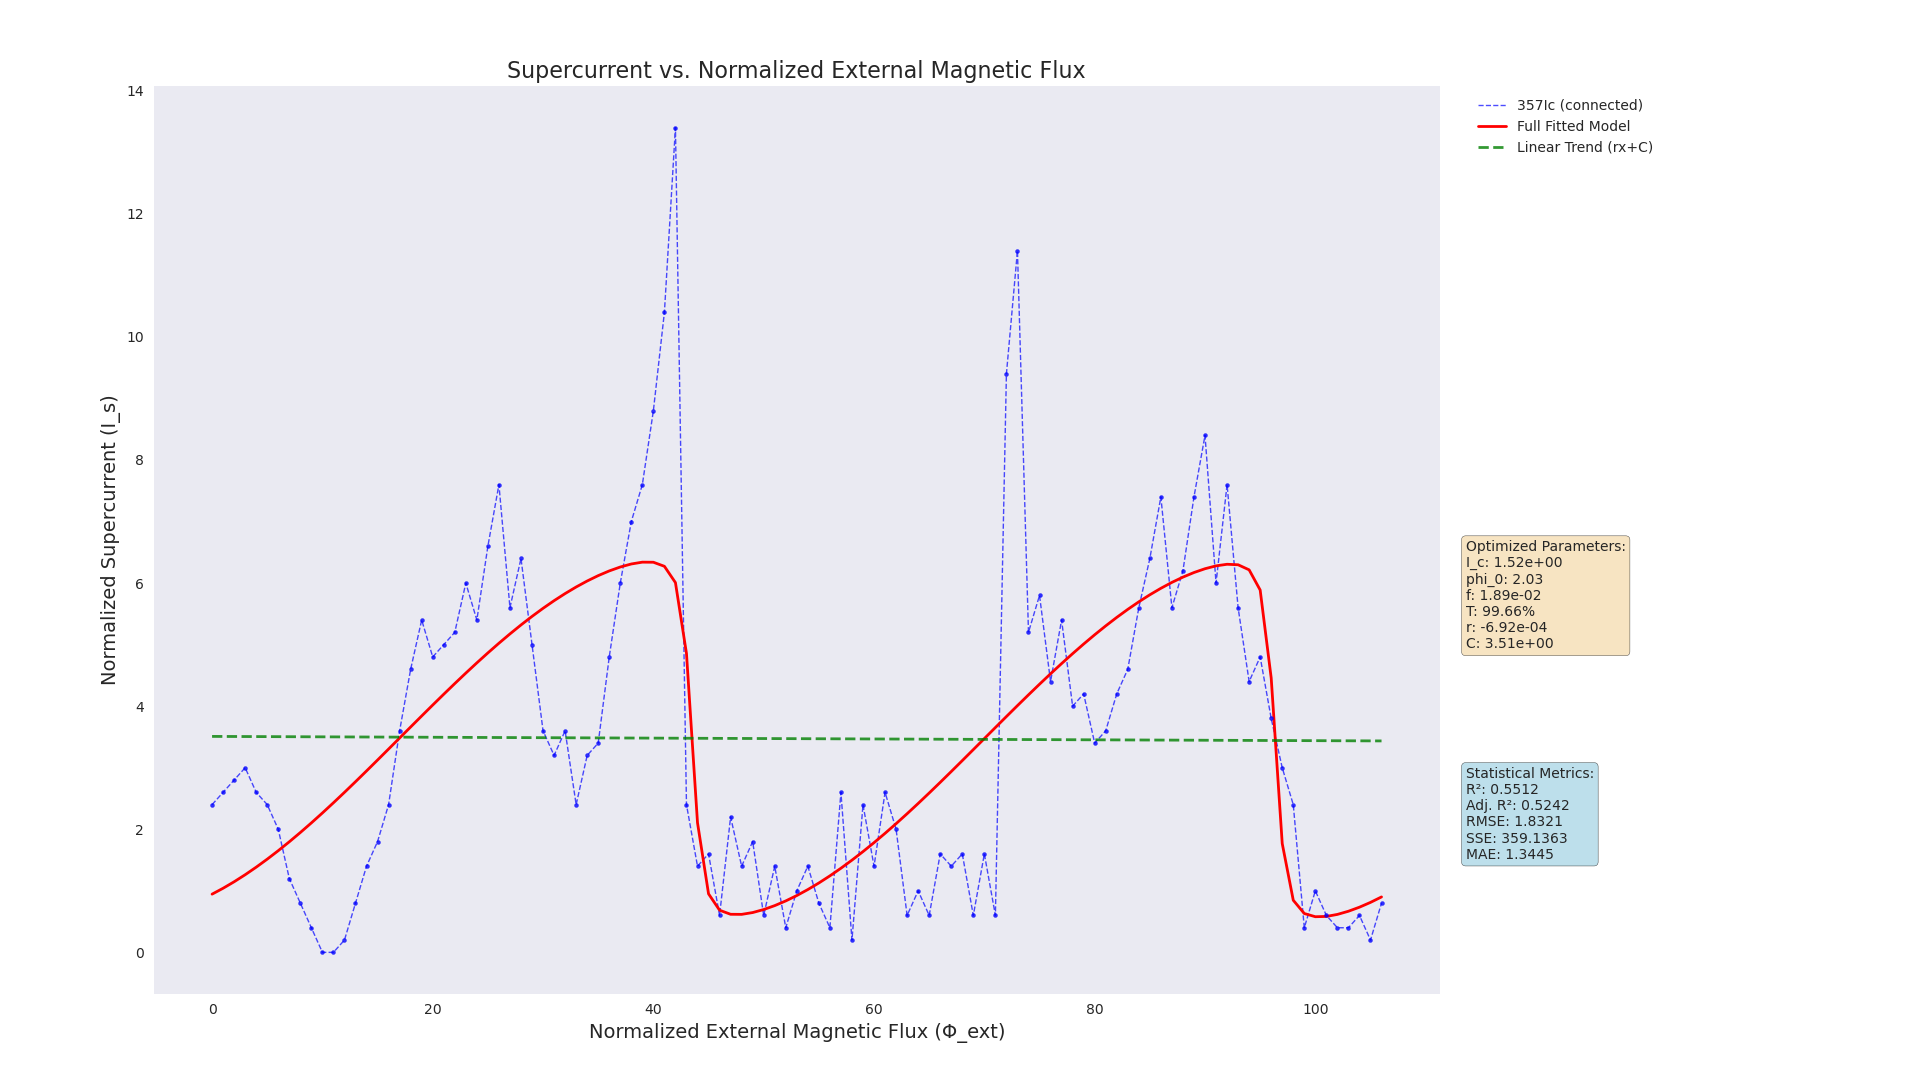 Supercurrent vs. Normalized External Magnetic Flux
14
12
10
8
6
4
2
0
Normalized Supercurrent (I_s)
0
20
40
60
80
100
Normalized External Magnetic Flux (Φ_ext)
357Ic (connected)
Full Fitted Model
Linear Trend (rx+C)
Optimized Parameters:
I_c: 1.52e+00
phi_0: 2.03
f: 1.89e-02
T: 99.66%
r: -6.92e-04
C: 3.51e+00
Statistical Metrics:
R²: 0.5512
Adj. R²: 0.5242
RMSE: 1.8321
SSE: 359.1363
MAE: 1.3445